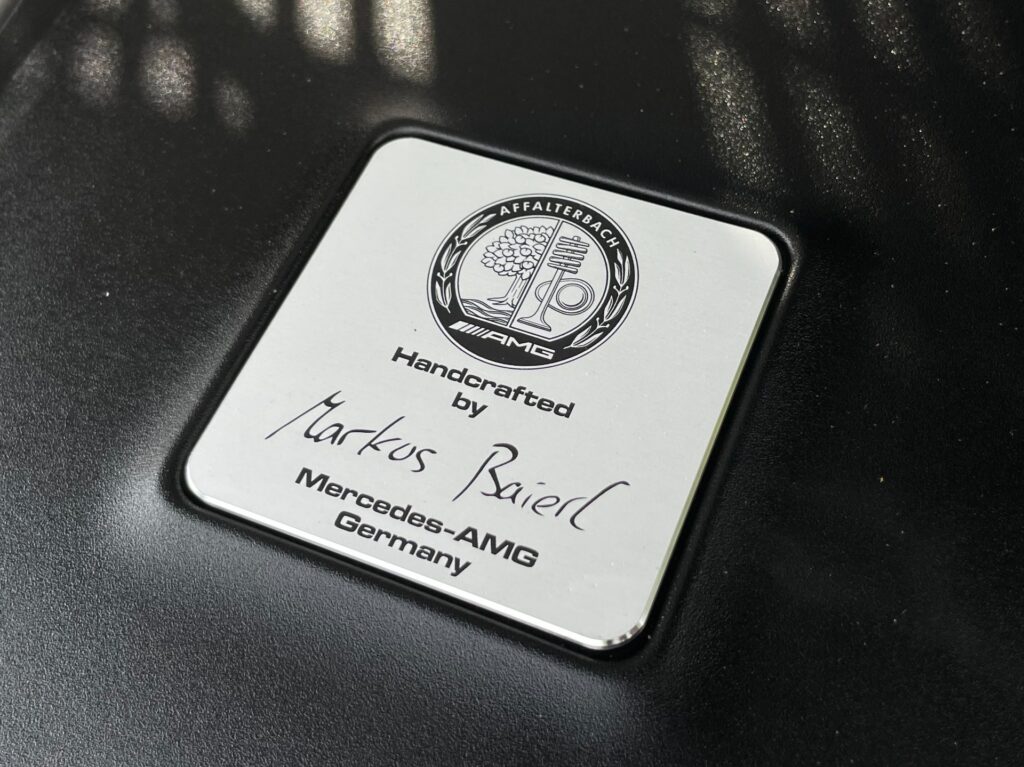 AFFALTERBACH
AMG
Handcrafted
by
Markus Baierl
Mercedes-AMG
Germany